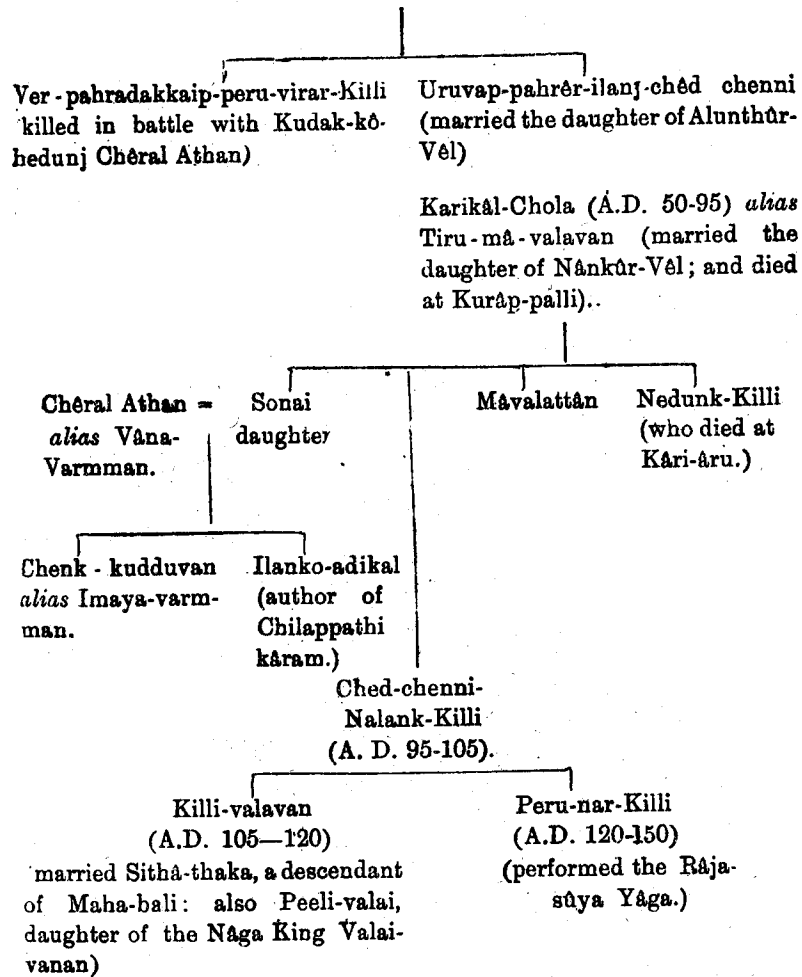 Ver-pahradakkaip-peru-virar-Killi
killed in battle with Kudak-kô-
hedunj Chêral Athan)
Uruvap-pahrêr-ilanj-chêd chenni
(married the daughter of Alunthûr-
Vêl)
Karikâl-Chola (A.D. 50-95) alias
Tiru-mâ-valavan (married the
daughter of Nânkûr-Vêl; and died
at Kurâp-palli)..
Chêral Athan =
alias Vâna-
Varmman.
Sonai
daughter
Mâvalattân
Nedunk-Killi
(who died at
Kâri-âru.)
Chenk-kudduvan
alias Imaya-varm-
man.
Ilanko-adikal
(author of
Chilappathi
kâram.)
Ched-chenni-
Nalank-Killi
(A. D. 95-105).
Killi-valavan
(A.D. 105—120)
married Sithâ-thaka, a descendant
of Maha-bali: also Peeli-valai,
daughter of the Nâga King Valai-
vanan)
Peru-nar-Killi
(A.D. 120-150)
(performed the Râja-
sûya Yâga.)